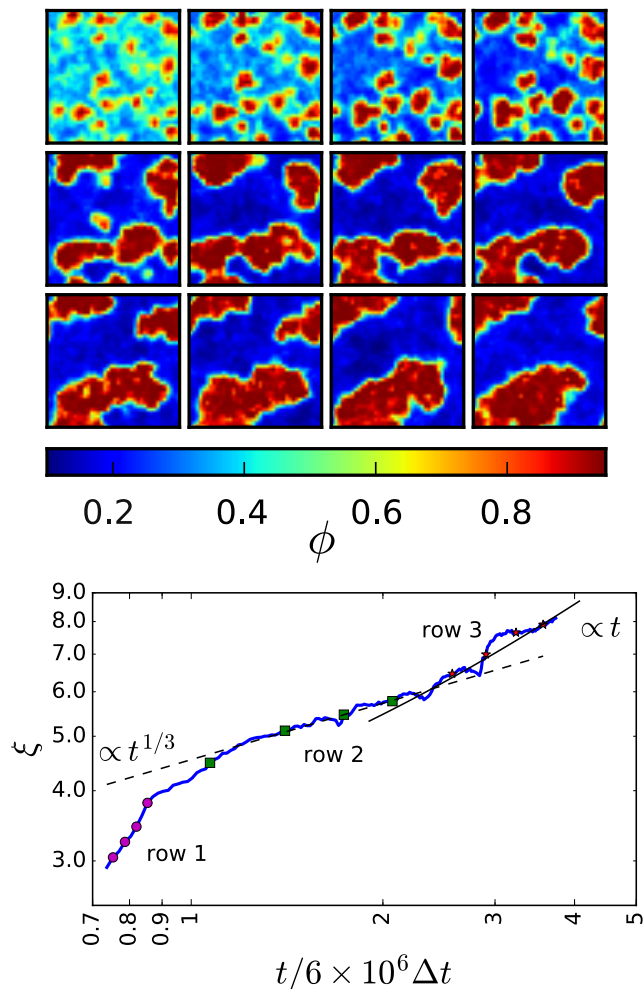 0.2 0.4 0.6 0.8
ϕ
9.0
8.0
7.0
6.0
5.0
4.0
3.0
ξ
row 3
∝ t
∝ t^{1/3}
row 2
row 1
0.7 0.8 0.9 1 2 3 4 5
t/6 × 10^6 Δt